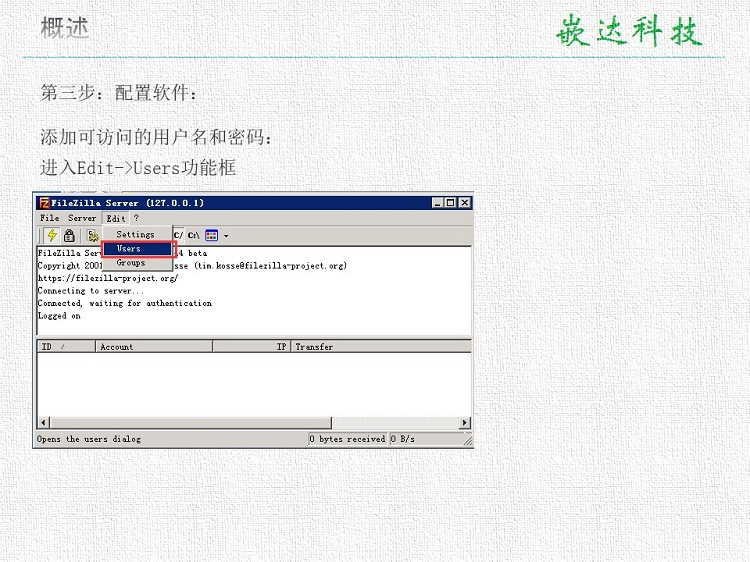 概述
嵌达科技
第三步：配置软件：
添加可访问的用户名和密码：
进入Edit->Users功能框
FileZilla Server (127.0.0.1)
File Server Edit ?
Settings
C/ C:\
Users
FileZilla Ser
4 beta
Groups
Copyright 2001
sse (tim.kosse@filezilla-project.org)
https://filezilla-project.org/
Connecting to server...
Connected, waiting for authentication
Logged on
ID / Account IP Transfer
Opens the users dialog 0 bytes received 0 B/s